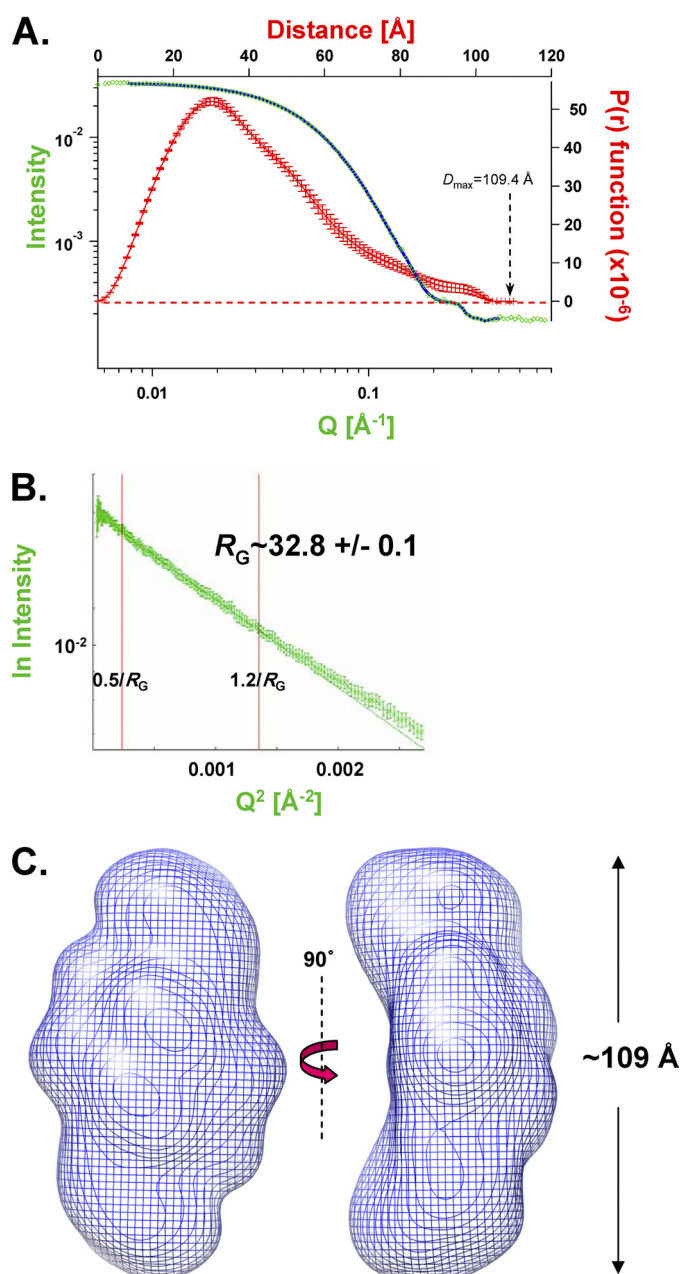 A.
Distance [Å]
0 20 40 60 80 100 120
Intensity
10-2
10-3
50
40
30
20
10
0
P(r) function (x10-6)
Dmax=109.4 Å
0.01 0.1
Q [Å-1]
B.
RG~32.8 +/- 0.1
ln Intensity
10-2
0.5/RG 1.2/RG
0.001 0.002
Q2 [Å-2]
C.
90°
~109 Å